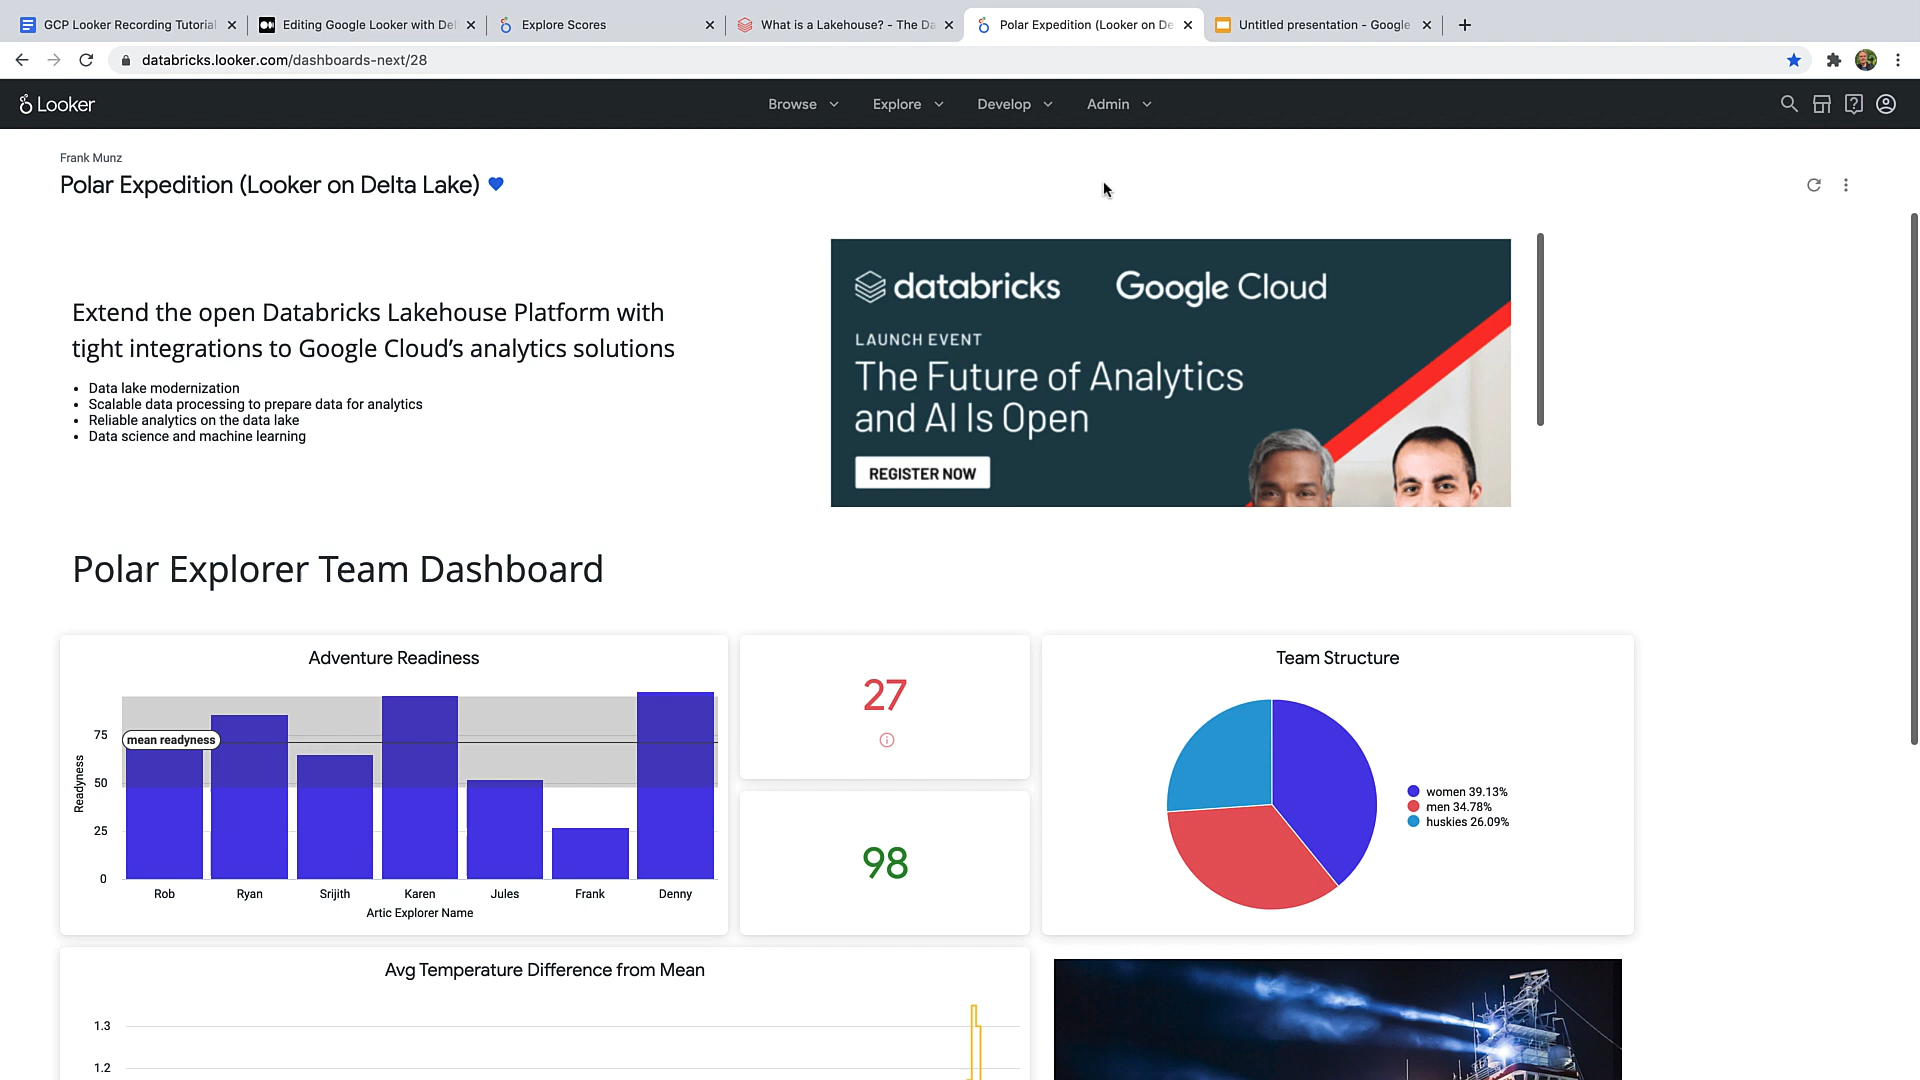 GCP Looker Recording Tutorial
Editing Google Looker with Del
Explore Scores
What is a Lakehouse? - The Da
Polar Expedition (Looker on De
Untitled presentation - Google
databricks.looker.com/dashboards-next/28
Looker
Browse
Explore
Develop
Admin
Frank Munz
Polar Expedition (Looker on Delta Lake)
Extend the open Databricks Lakehouse Platform with
tight integrations to Google Cloud’s analytics solutions
• Data lake modernization
• Scalable data processing to prepare data for analytics
• Reliable analytics on the data lake
• Data science and machine learning
databricks Google Cloud
LAUNCH EVENT
The Future of Analytics
and AI Is Open
REGISTER NOW
Polar Explorer Team Dashboard
Adventure Readiness
Readyness
75
50
25
0
mean readyness
Rob Ryan Srijith Karen Jules Frank Denny
Artic Explorer Name
27
98
Team Structure
women 39.13%
men 34.78%
huskies 26.09%
Avg Temperature Difference from Mean
1.3
1.2